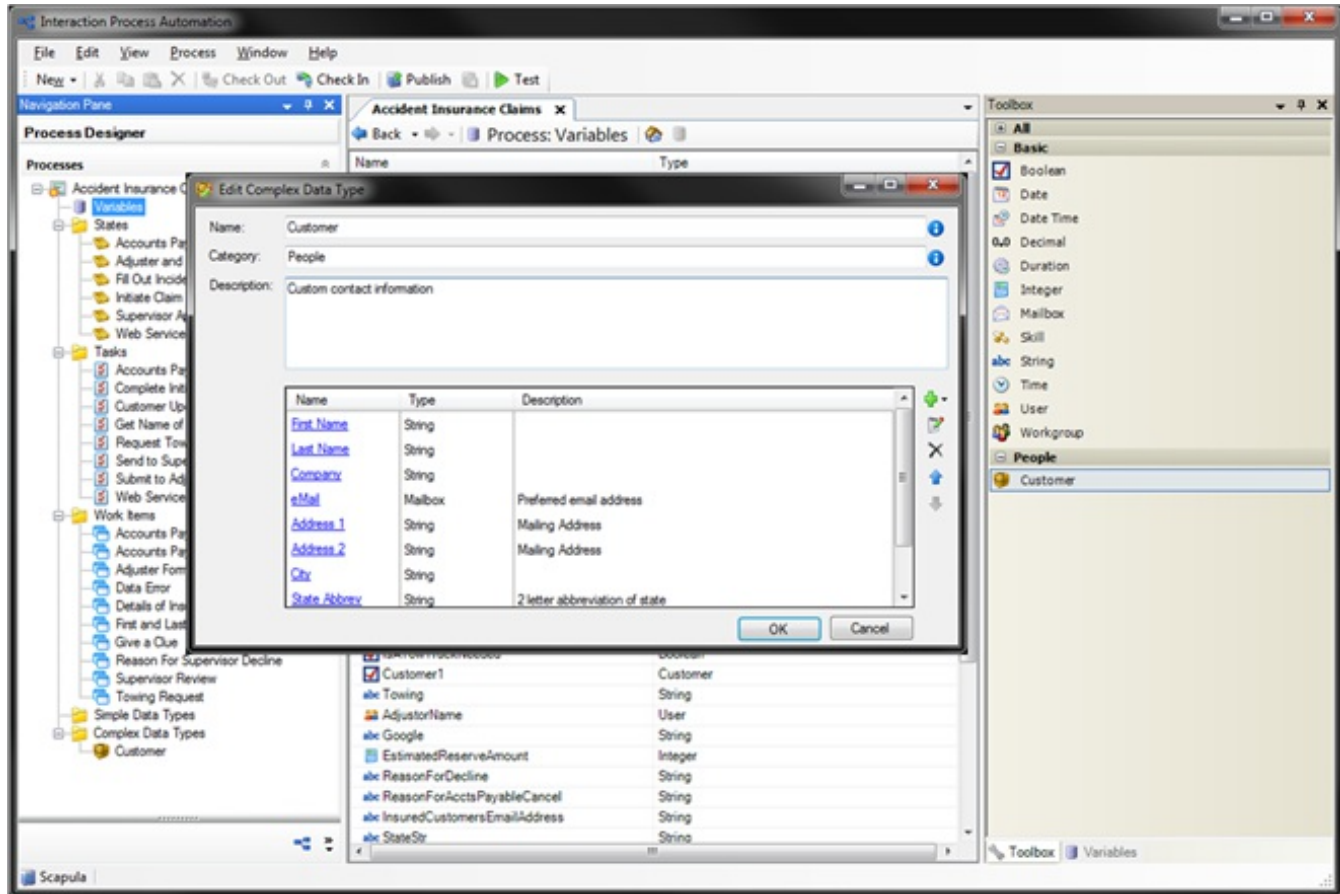 Interaction Process Automation
File Edit View Process Window Help
New Check Out Check In Publish Test
Navigation Pane
Process Designer
Processes
Accident Insurance C
Variables
States
Accounts Pa
Adjuster and
Fill Out Incide
Initiate Claim
Supervisor A
Web Service
Tasks
Accounts Pa
Complete Initi
Customer Up
Get Name of
Request Tow
Send to Supe
Submit to Adj
Web Service
Work Items
Accounts Pa
Accounts Pa
Adjuster Form
Data Error
Details of Ins
First and Last
Give a Clue
Reason For Supervisor Decline
Supervisor Review
Towing Request
Simple Data Types
Complex Data Types
Customer
Scapula
Accident Insurance Claims
Back Process: Variables
Name Type
Edit Complex Data Type
Name: Customer
Category: People
Description: Custom contact information
Name Type Description
First Name String
Last Name String
Company String
eMail Mailbox Preferred email address
Address 1 String Mailing Address
Address 2 String Mailing Address
City String
State Abbrev String 2 letter abbreviation of state
OK Cancel
Customer1 Customer
abc Towing String
AdjustorName User
abc Google String
EstimatedReserveAmount Integer
abc ReasonForDecline String
abc ReasonForAcctsPayableCancel String
abc InsuredCustomersEmailAddress String
abc StateStr String
Toolbox
All
Basic
Boolean
Date
Date Time
0.0 Decimal
Duration
Integer
Mailbox
Skill
abc String
Time
User
Workgroup
People
Customer
Toolbox Variables